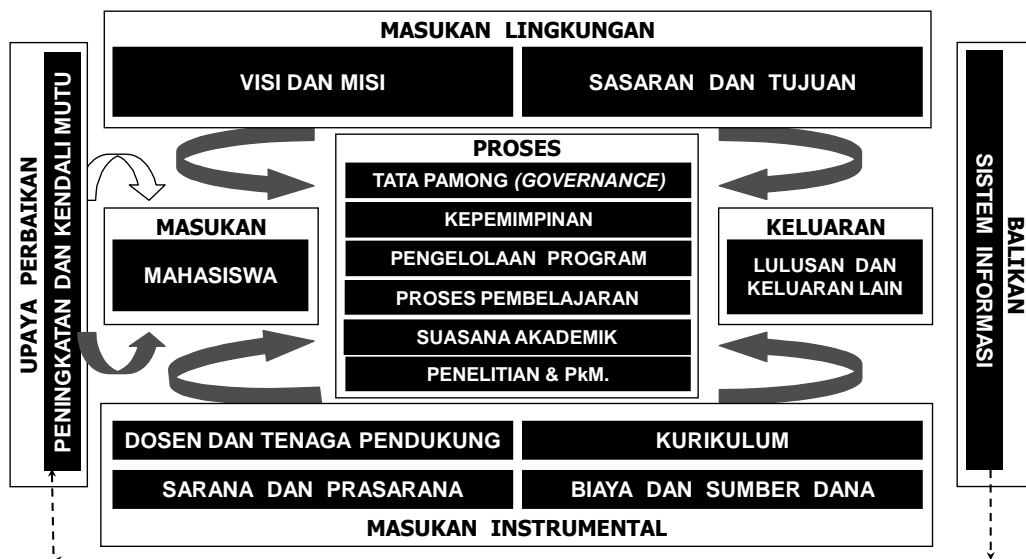 MASUKAN LINGKUNGAN
VISI DAN MISI
SASARAN DAN TUJUAN
UPAYA PERBAIKAN
PENINGKATAN DAN KENDALI MUTU
MASUKAN
MAHASISWA
PROSES
TATA PAMONG (GOVERNANCE)
KEPEMIMPINAN
PENGELOLAAN PROGRAM
PROSES PEMBELAJARAN
SUASANA AKADEMIK
PENELITIAN & PkM.
KELUARAN
LULUSAN DAN
KELUARAN LAIN
SISTEM INFORMASI
BALIKAN
DOSEN DAN TENAGA PENDUKUNG
KURIKULUM
SARANA DAN PRASARANA
BIAYA DAN SUMBER DANA
MASUKAN INSTRUMENTAL